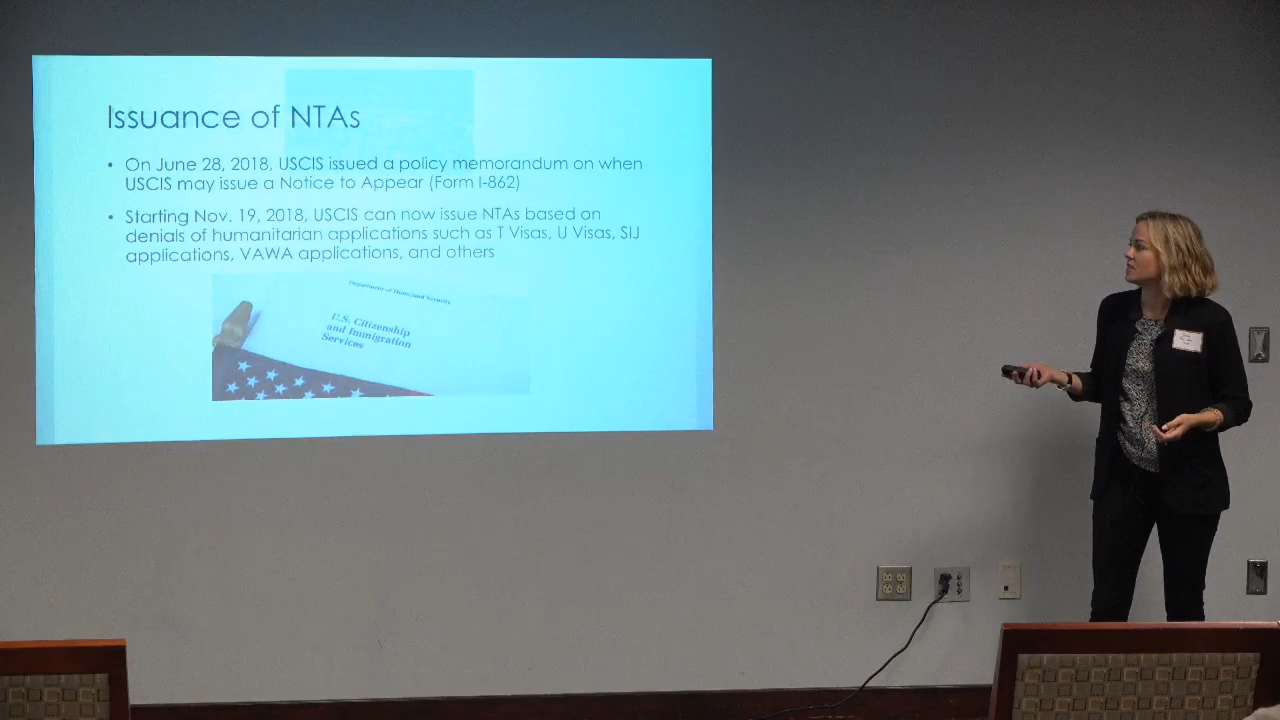 Issuance of NTAs
• On June 28, 2018, USCIS issued a policy memorandum on when
USCIS may issue a Notice to Appear (Form I-862)
• Starting Nov. 19, 2018, USCIS can now issue NTAs based on
denials of humanitarian applications such as T Visas, U Visas, SIJ
applications, VAWA applications, and others
Department of Homeland Security
U.S. Citizenship
and Immigration
Services